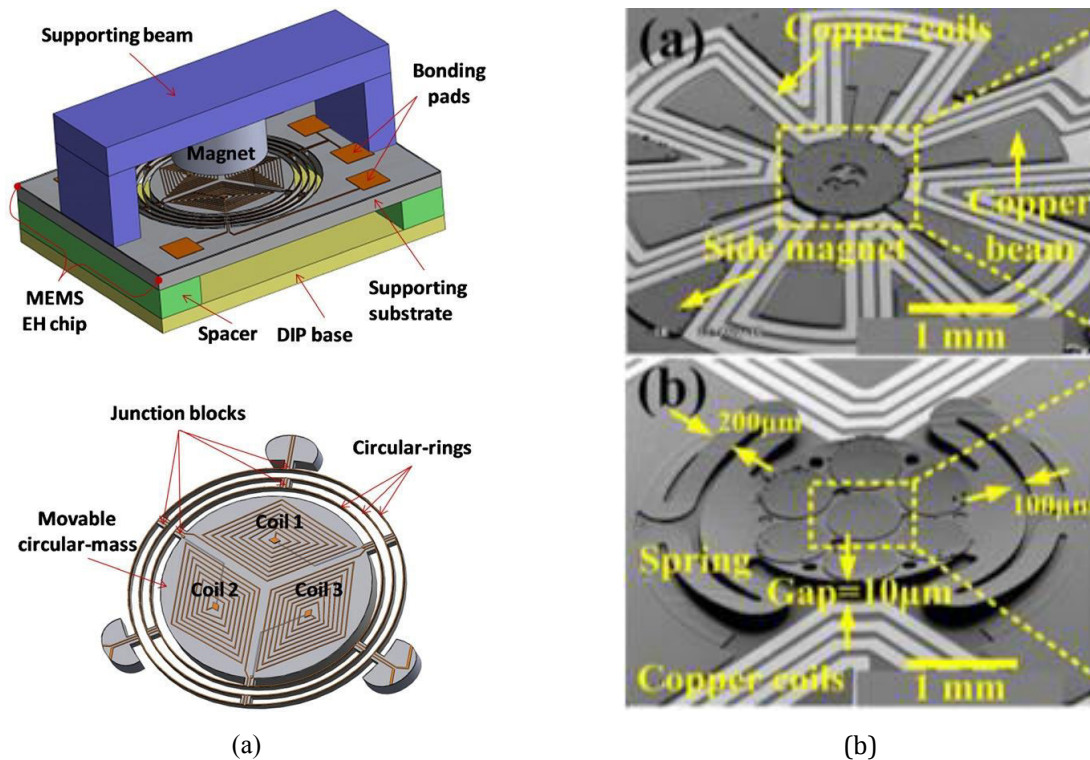 Supporting beam
Bonding
pads
Magnet
MEMS
EH chip
Spacer
DIP base
Supporting
substrate
Junction blocks
Circular-rings
Movable
circular-mass
Coil 1
Coil 2
Coil 3
(a)
(a)
Copper coils
Copper
beam
Side magnet
1 mm
(b)
200μm
100μm
Spring
Gap=10μm
Copper coils
1 mm
(b)